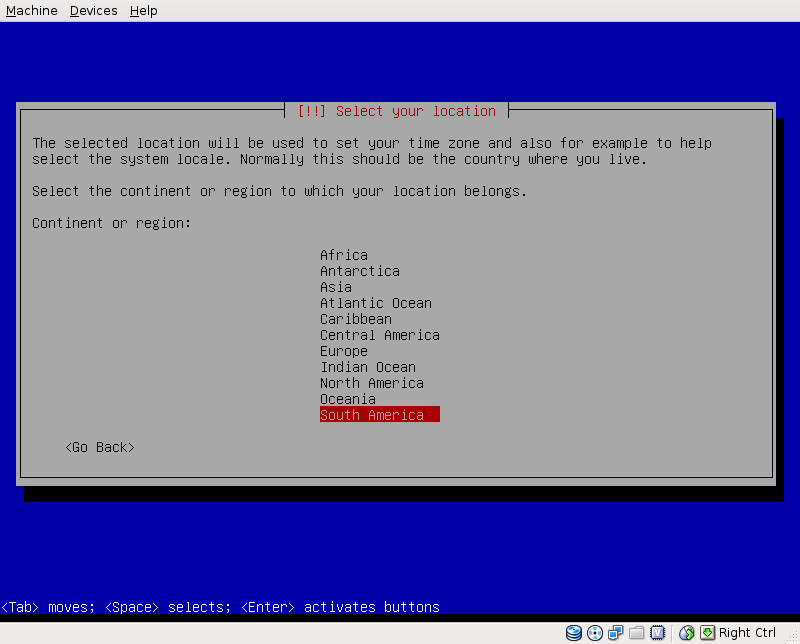 Machine Devices Help
[!!] Select your location
The selected location will be used to set your time zone and also for example to help
select the system locale. Normally this should be the country where you live.
Select the continent or region to which your location belongs.
Continent or region:
Africa
Antarctica
Asia
Atlantic Ocean
Caribbean
Central America
Europe
Indian Ocean
North America
Oceania
South America
<Go Back>
<Tab> moves; <Space> selects; <Enter> activates buttons
Right Ctrl